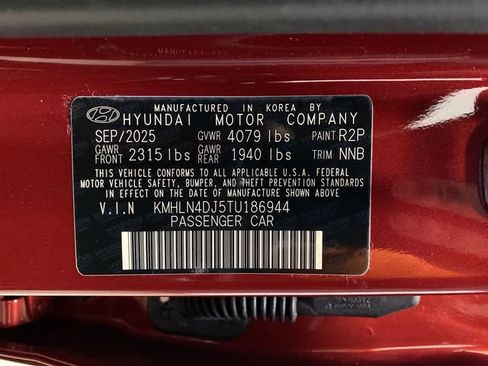 MANUFACTURED IN KOREA BY
HYUNDAI MOTOR COMPANY
SEP/2025 GVWR 4079 lbs PAINT R2P
GAWR FRONT 2315 lbs GAWR REAR 1940 lbs TRIM NNB
THIS VEHICLE CONFORMS TO ALL APPLICABLE U.S.A. FEDERAL
MOTOR VEHICLE SAFETY, BUMPER, AND THEFT PREVENTION STANDARDS
IN EFFECT ON THE DATE OF MANUFACTURE SHOWN ABOVE
V.I.N KMHLN4DJ5TU186944
PASSENGER CAR